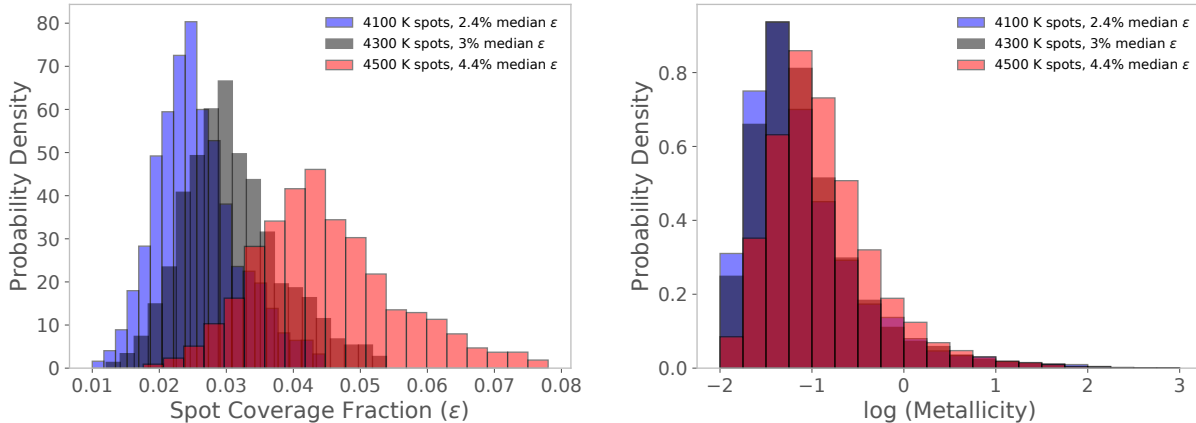 4100 K spots, 2.4% median ε
4300 K spots, 3% median ε
4500 K spots, 4.4% median ε
80
70
60
50
40
30
20
10
0
Probability Density
0.01 0.02 0.03 0.04 0.05 0.06 0.07 0.08
Spot Coverage Fraction (ε)
4100 K spots, 2.4% median ε
4300 K spots, 3% median ε
4500 K spots, 4.4% median ε
0.8
0.6
0.4
0.2
0.0
Probability Density
−2 −1 0 1 2 3
log (Metallicity)